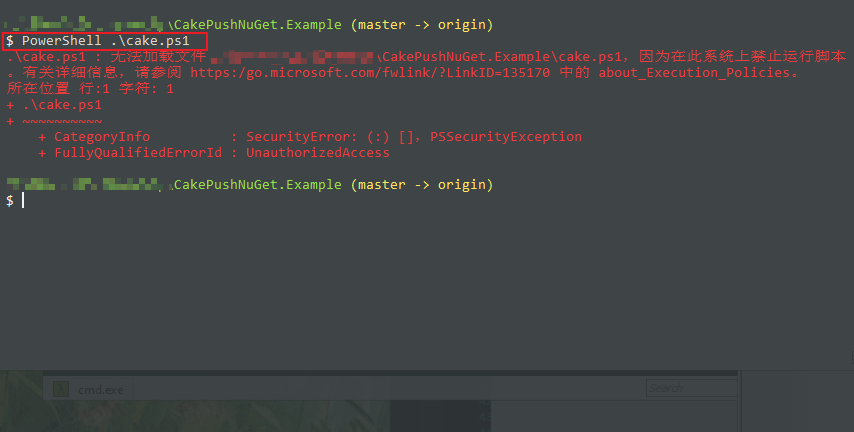 \CakePushNuGet.Example (master -> origin)
$ PowerShell .\cake.ps1
.\cake.ps1 : 无法加载文件 \CakePushNuGet.Example\cake.ps1，因为在此系统上禁止运行脚本
。有关详细信息，请参阅 https:/go.microsoft.com/fwlink/?LinkID=135170 中的 about_Execution_Policies。
所在位置 行:1 字符: 1
+ .\cake.ps1
+ ~~~~~~~~~~
+ CategoryInfo : SecurityError: (:) []，PSSecurityException
+ FullyQualifiedErrorId : UnauthorizedAccess
.CakePushNuGet.Example (master -> origin)
$
cmd.exe
Search